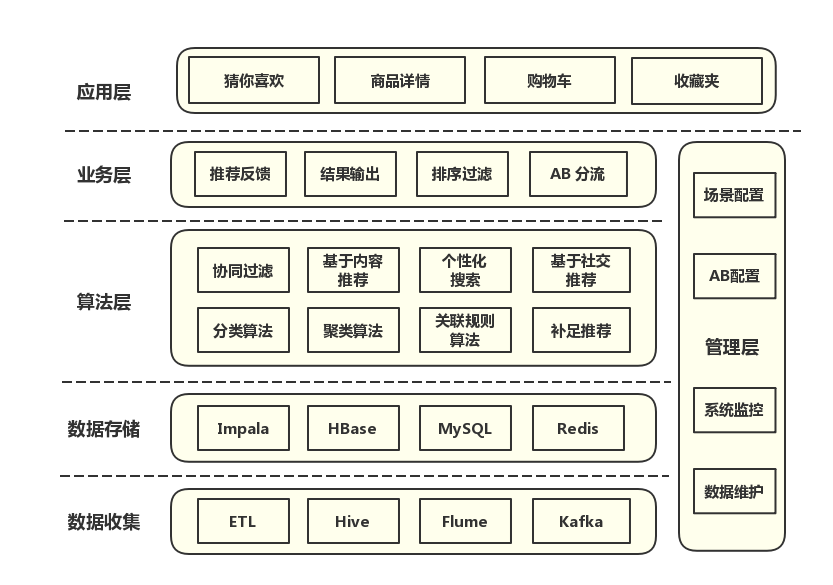 应用层
猜你喜欢
商品详情
购物车
收藏夹
业务层
推荐反馈
结果输出
排序过滤
AB 分流
算法层
协同过滤
基于内容
推荐
个性化
搜索
基于社交
推荐
分类算法
聚类算法
关联规则
算法
补足推荐
数据存储
Impala
HBase
MySQL
Redis
数据收集
ETL
Hive
Flume
Kafka
场景配置
AB配置
管理层
系统监控
数据维护